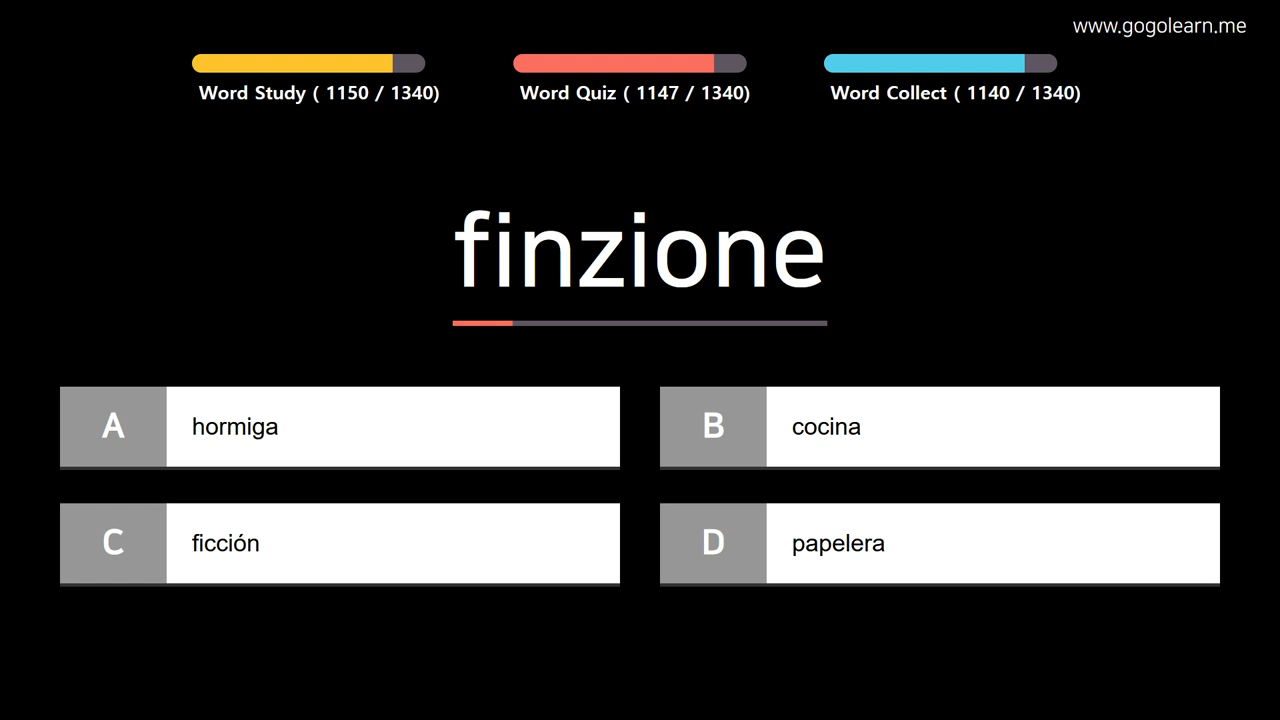 www.gogolearn.me
Word Study ( 1150 / 1340)
Word Quiz ( 1147 / 1340)
Word Collect ( 1140 / 1340)
finzione
A hormiga
B cocina
C ficción
D papelera